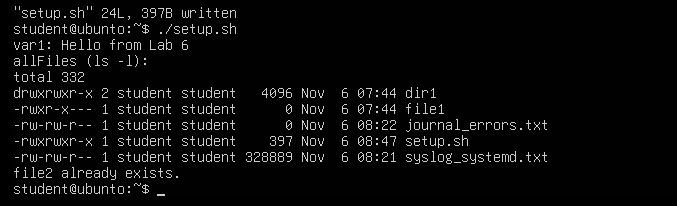 "setup.sh" 24L, 397B written
student@ubunto:~$ ./setup.sh
var1: Hello from Lab 6
allFiles (ls -l):
total 332
drwxrwxr-x 2 student student   4096 Nov  6 07:44 dir1
-rwxr-x--- 1 student student      0 Nov  6 07:44 file1
-rw-rw-r-- 1 student student      0 Nov  6 08:22 journal_errors.txt
-rwxrwxr-x 1 student student    397 Nov  6 08:47 setup.sh
-rw-rw-r-- 1 student student 328889 Nov  6 08:21 syslog_systemd.txt
file2 already exists.
student@ubunto:~$ _